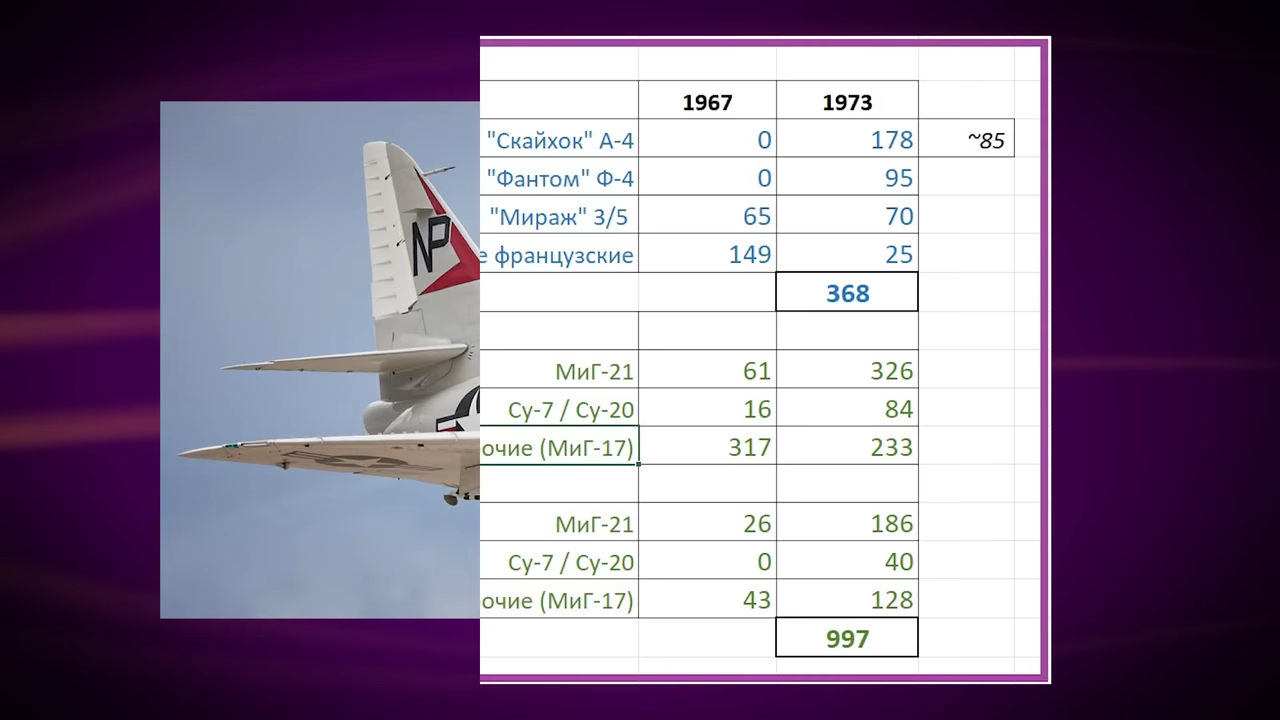 1967 1973
"Скайхок" А-4 0 178 ~85
"Фантом" Ф-4 0 95
"Мираж" 3/5 65 70
е французские 149 25
368
МиГ-21 61 326
Су-7 / Су-20 16 84
очие (МиГ-17) 317 233
МиГ-21 26 186
Су-7 / Су-20 0 40
очие (МиГ-17) 43 128
997
NP